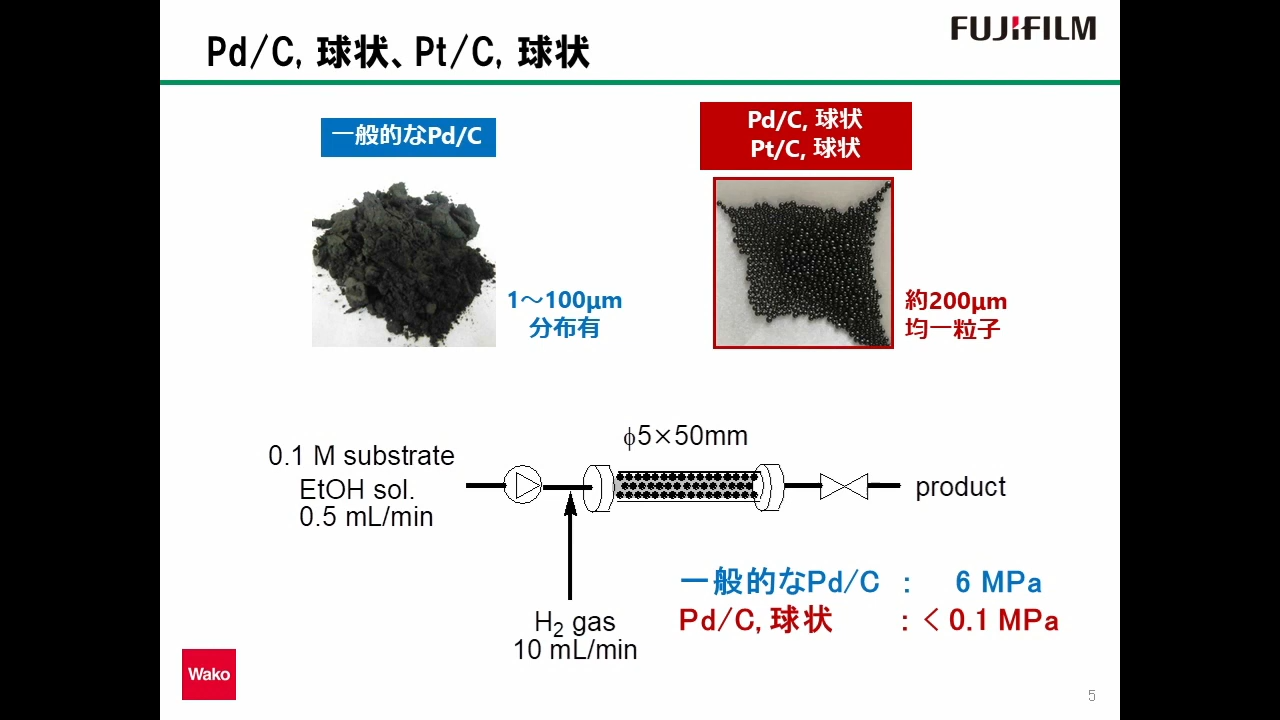 Pd/C, 球状、Pt/C, 球状
FUJIFILM
一般的なPd/C
Pd/C, 球状
Pt/C, 球状
1～100μm
分布有
約200μm
均一粒子
φ5×50mm
0.1 M substrate
EtOH sol.
0.5 mL/min
product
H2 gas
10 mL/min
一般的なPd/C : 6 MPa
Pd/C, 球状 : < 0.1 MPa
Wako
5